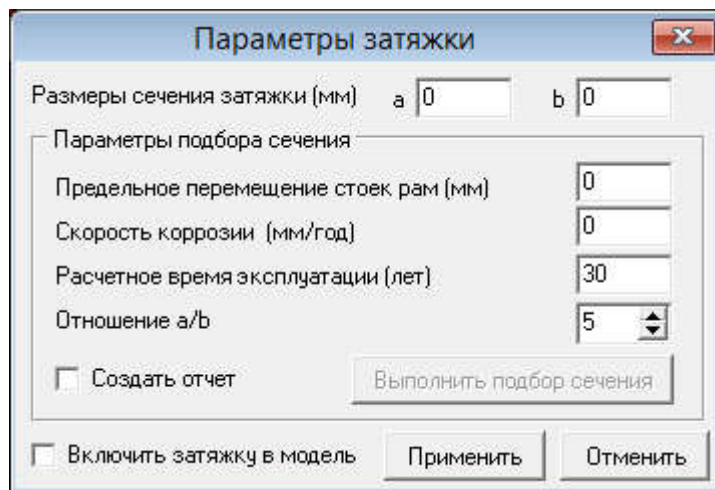 Параметры затяжки
Размеры сечения затяжки (мм) a 0 b 0
Параметры подбора сечения
Предельное перемещение стоек рам (мм) 0
Скорость коррозии (мм/год) 0
Расчетное время эксплуатации (лет) 30
Отношение a/b 5
Создать отчет Выполнить подбор сечения
Включить затяжку в модель Применить Отменить